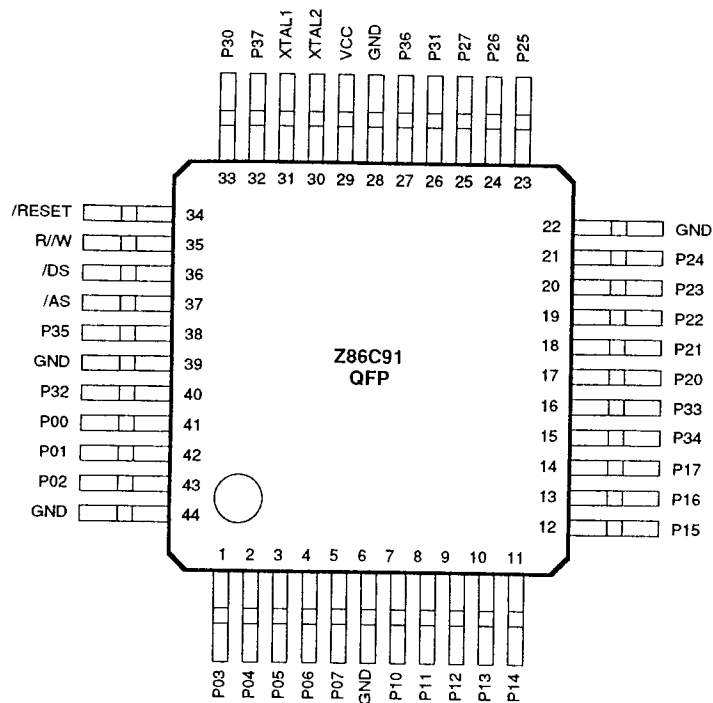 P30 P37 XTAL1 XTAL2 VCC GND P36 P31 P27 P26 P25
33 32 31 30 29 28 27 26 25 24 23
/RESET 34
R//W 35
/DS 36
/AS 37
P35 38
GND 39
P32 40
P00 41
P01 42
P02 43
GND 44
Z86C91
QFP
22 GND
21 P24
20 P23
19 P22
18 P21
17 P20
16 P33
15 P34
14 P17
13 P16
12 P15
1 2 3 4 5 6 7 8 9 10 11
P03 P04 P05 P06 P07 GND P10 P11 P12 P13 P14